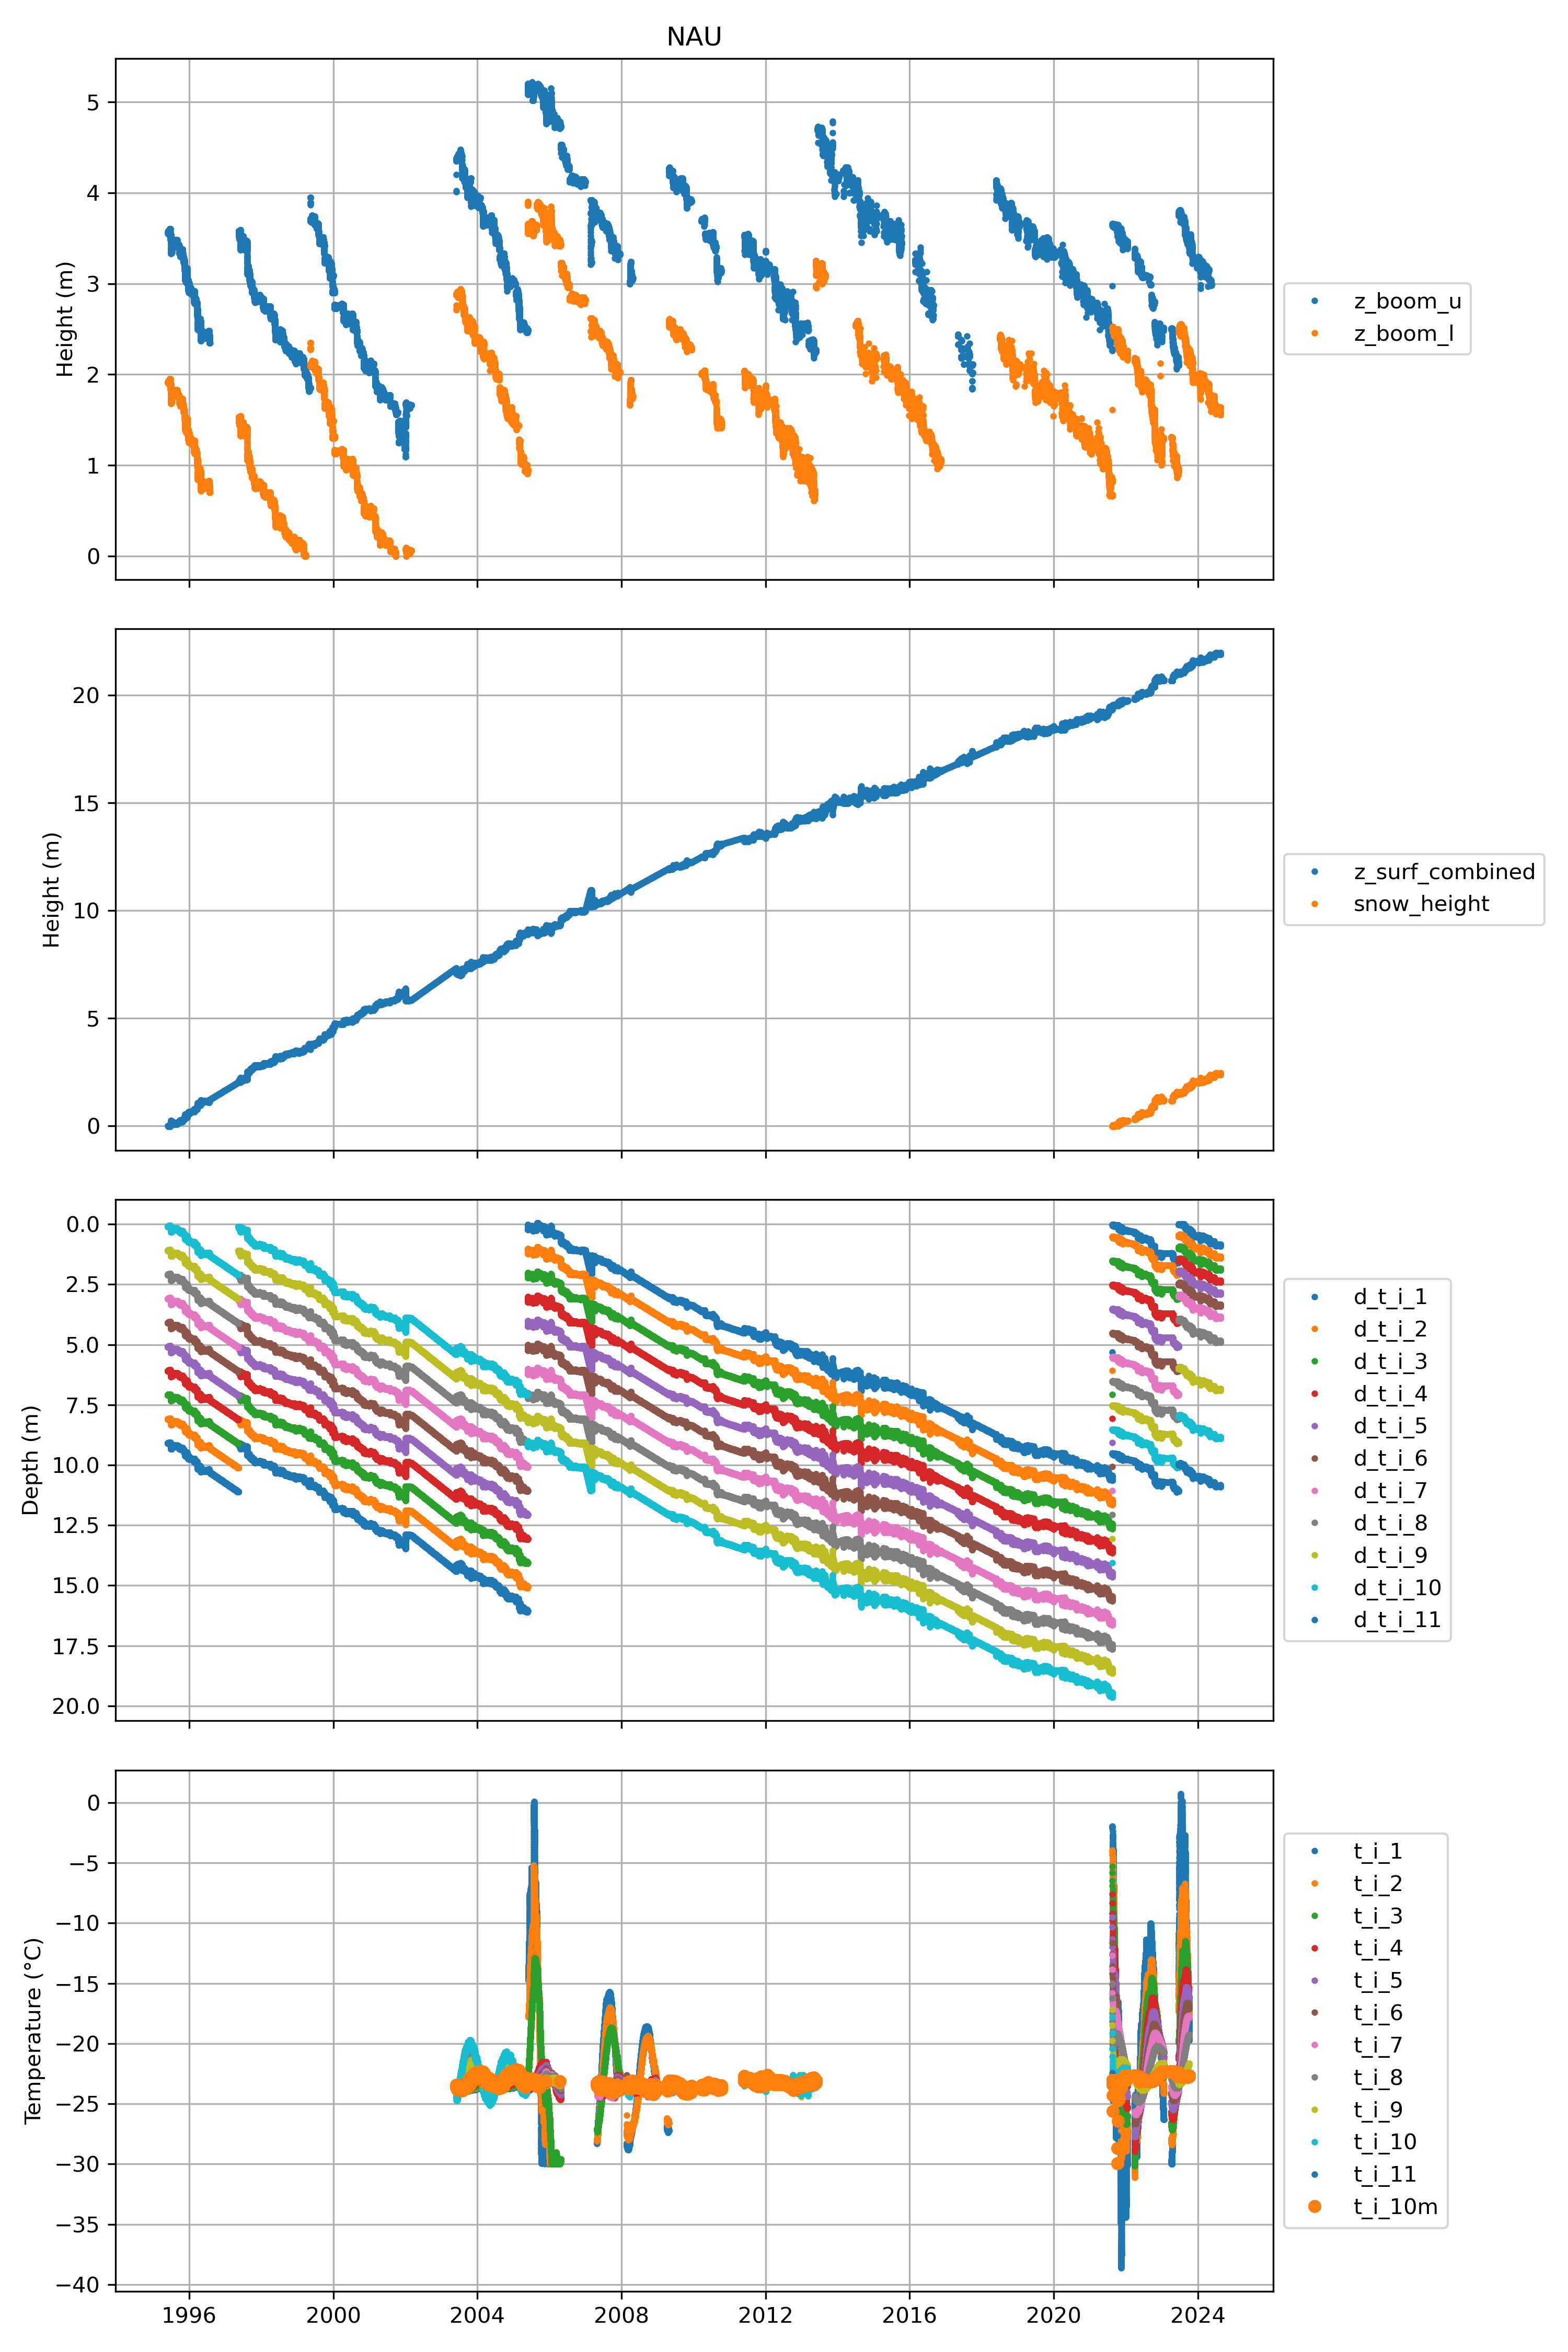 NAU
Height (m)
5
4
3
2
1
0
z_boom_u
z_boom_l
Height (m)
20
15
10
5
0
z_surf_combined
snow_height
Depth (m)
0.0
2.5
5.0
7.5
10.0
12.5
15.0
17.5
20.0
d_t_i_1
d_t_i_2
d_t_i_3
d_t_i_4
d_t_i_5
d_t_i_6
d_t_i_7
d_t_i_8
d_t_i_9
d_t_i_10
d_t_i_11
Temperature (°C)
0
−5
−10
−15
−20
−25
−30
−35
−40
t_i_1
t_i_2
t_i_3
t_i_4
t_i_5
t_i_6
t_i_7
t_i_8
t_i_9
t_i_10
t_i_11
t_i_10m
1996 2000 2004 2008 2012 2016 2020 2024